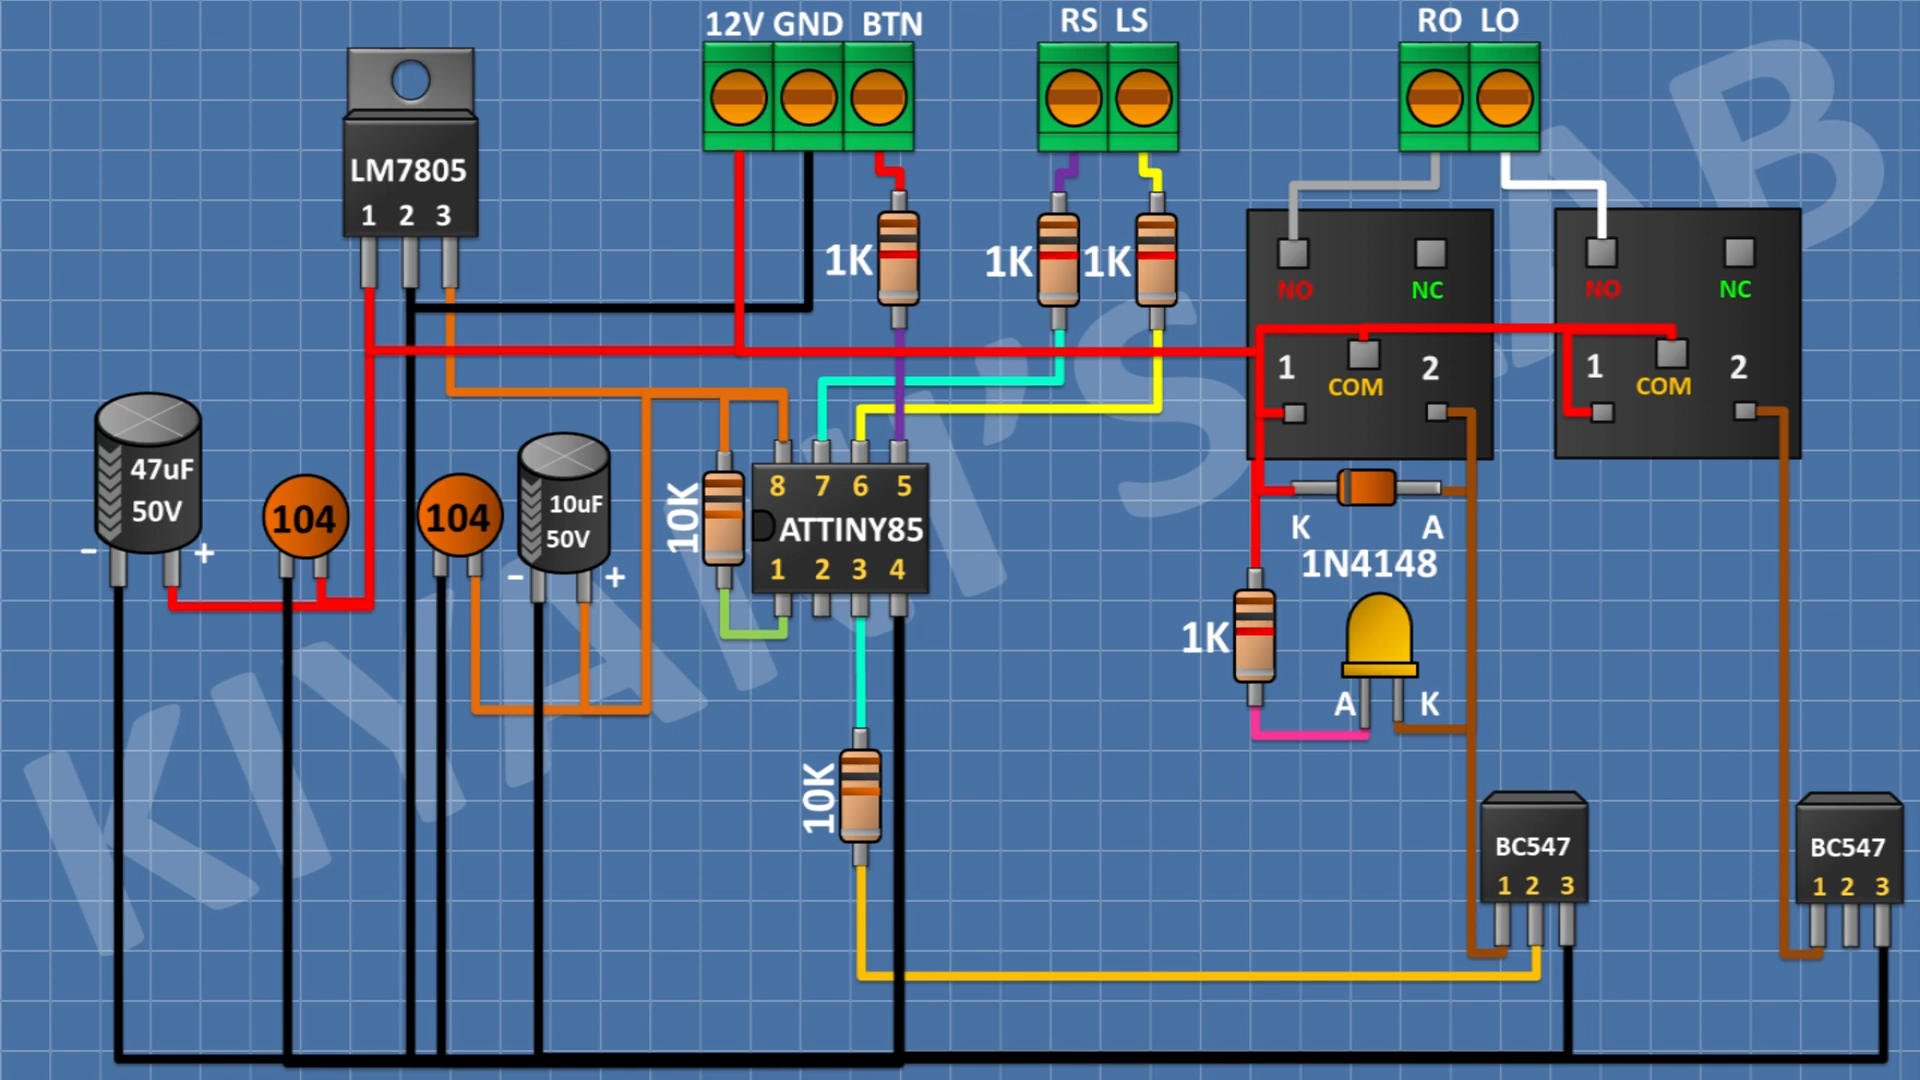 12V GND BTN
RS LS
RO LO
LM7805
1 2 3
1K
1K
1K
NO
NC
1
COM
2
NO
NC
1
COM
2
47uF
50V
- +
104
104
10uF
50V
- +
10K
8 7 6 5
ATTINY85
1 2 3 4
K A
1N4148
1K
A K
10K
BC547
1 2 3
BC547
1 2 3
KIYANI'S LAB